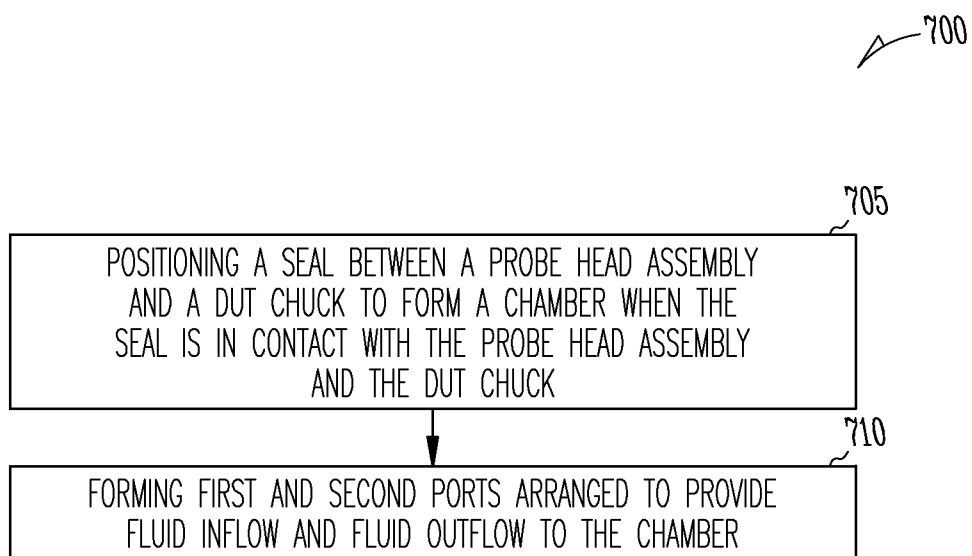 700
705
POSITIONING A SEAL BETWEEN A PROBE HEAD ASSEMBLY
AND A DUT CHUCK TO FORM A CHAMBER WHEN THE
SEAL IS IN CONTACT WITH THE PROBE HEAD ASSEMBLY
AND THE DUT CHUCK
710
FORMING FIRST AND SECOND PORTS ARRANGED TO PROVIDE
FLUID INFLOW AND FLUID OUTFLOW TO THE CHAMBER